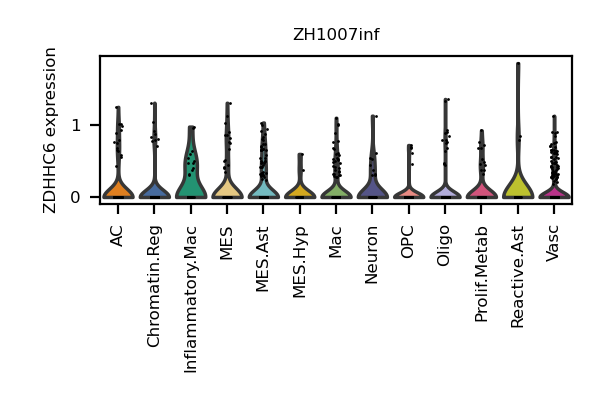 ZH1007inf
ZDHHC6 expression
1
0
AC
Chromatin.Reg
Inflammatory.Mac
MES
MES.Ast
MES.Hyp
Mac
Neuron
OPC
Oligo
Prolif.Metab
Reactive.Ast
Vasc